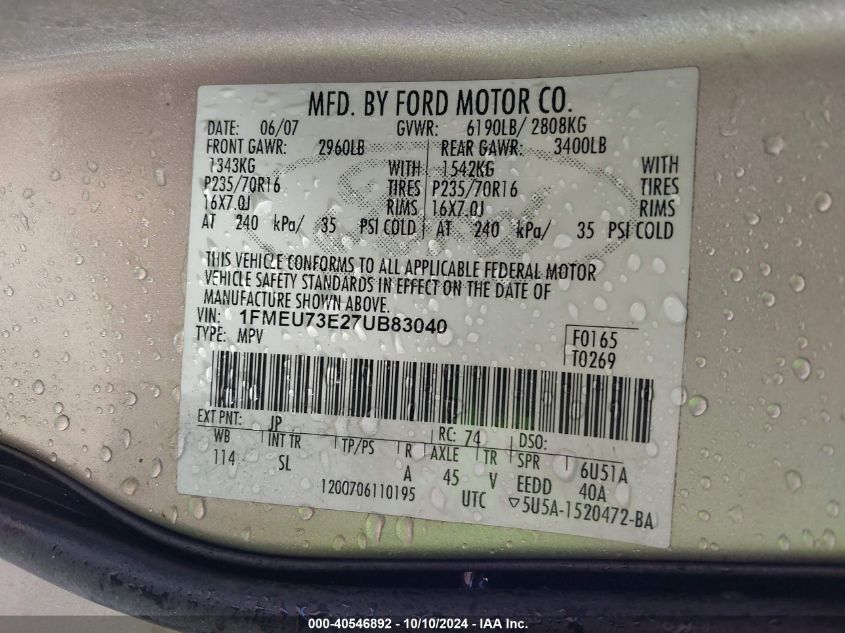 MFD. BY FORD MOTOR CO.
DATE: 06/07 GVWR: 6190LB/ 2808KG
FRONT GAWR: 2960LB REAR GAWR: 3400LB
1343KG WITH 1542KG WITH
P235/70R16 TIRES P235/70R16 TIRES
16X7.0J RIMS 16X7.0J RIMS
AT 240 kPa/ 35 PSI COLD AT 240 kPa/ 35 PSI COLD
THIS VEHICLE CONFORMS TO ALL APPLICABLE FEDERAL MOTOR
VEHICLE SAFETY STANDARDS IN EFFECT ON THE DATE OF
MANUFACTURE SHOWN ABOVE.
VIN: 1FMEU73E27UB83040
TYPE: MPV
F0165
T0269
EXT PNT: JP RC: 74 DSO:
WB INT TR TP/PS R AXLE TR SPR 6U51A
114 SL A 45 V EEDD 40A
1200706110195 UTC ▽5U5A-1520472-BA
000-40546892 - 10/10/2024 - IAA Inc.